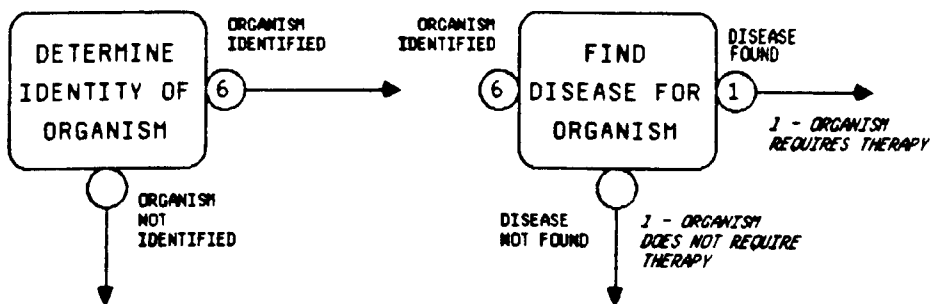 DETERMINE
IDENTITY OF
ORGANISM
ORGANISM
IDENTIFIED
6
ORGANISM
NOT
IDENTIFIED
ORGANISM
IDENTIFIED
6
FIND
DISEASE FOR
ORGANISM
DISEASE
FOUND
1
1 - ORGANISM
REQUIRES THERAPY
DISEASE
NOT FOUND
1 - ORGANISM
DOES NOT REQUIRE
THERAPY